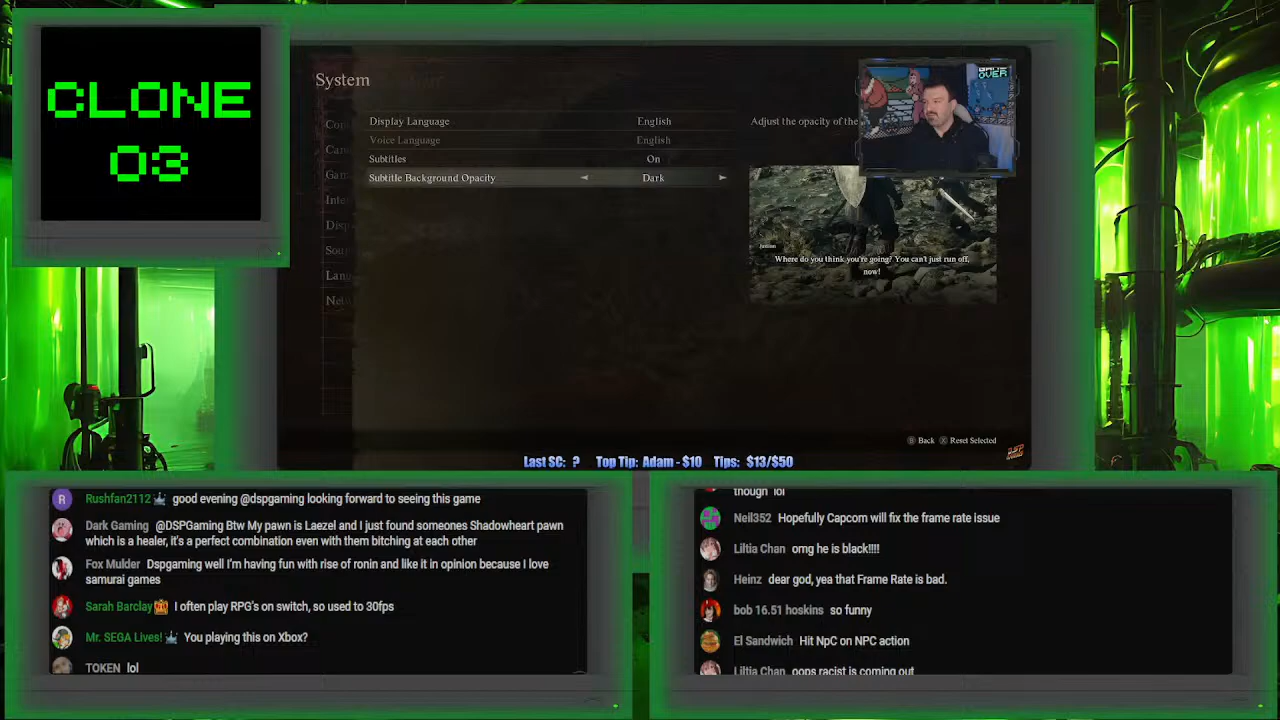 CLONE
03
System
Display Language English
Voice Language English
Subtitles On
Subtitle Background Opacity Dark
Adjust the opacity of the
Where do you think you're going? You can't just run off,
now!
GAME
OVER
Back Reset Selected
Last SC: ? Top Tip: Adam - $10 Tips: $13/$50
Rushfan2112 good evening @dspgaming looking forward to seeing this game
Dark Gaming @DSPGaming Btw My pawn is Laezel and I just found someones Shadowheart pawn
which is a healer, it's a perfect combination even with them bitching at each other
Fox Mulder Dspgaming well I'm having fun with rise of ronin and like it in opinion because I love
samurai games
Sarah Barclay I often play RPG's on switch, so used to 30fps
Mr. SEGA Lives! You playing this on Xbox?
TOKEN lol
though lol
Neil352 Hopefully Capcom will fix the frame rate issue
Liltia Chan omg he is black!!!!
Heinz dear god, yea that Frame Rate is bad.
bob 16.51 hoskins so funny
El Sandwich Hit NpC on NPC action
Liltia Chan oops racist is coming out